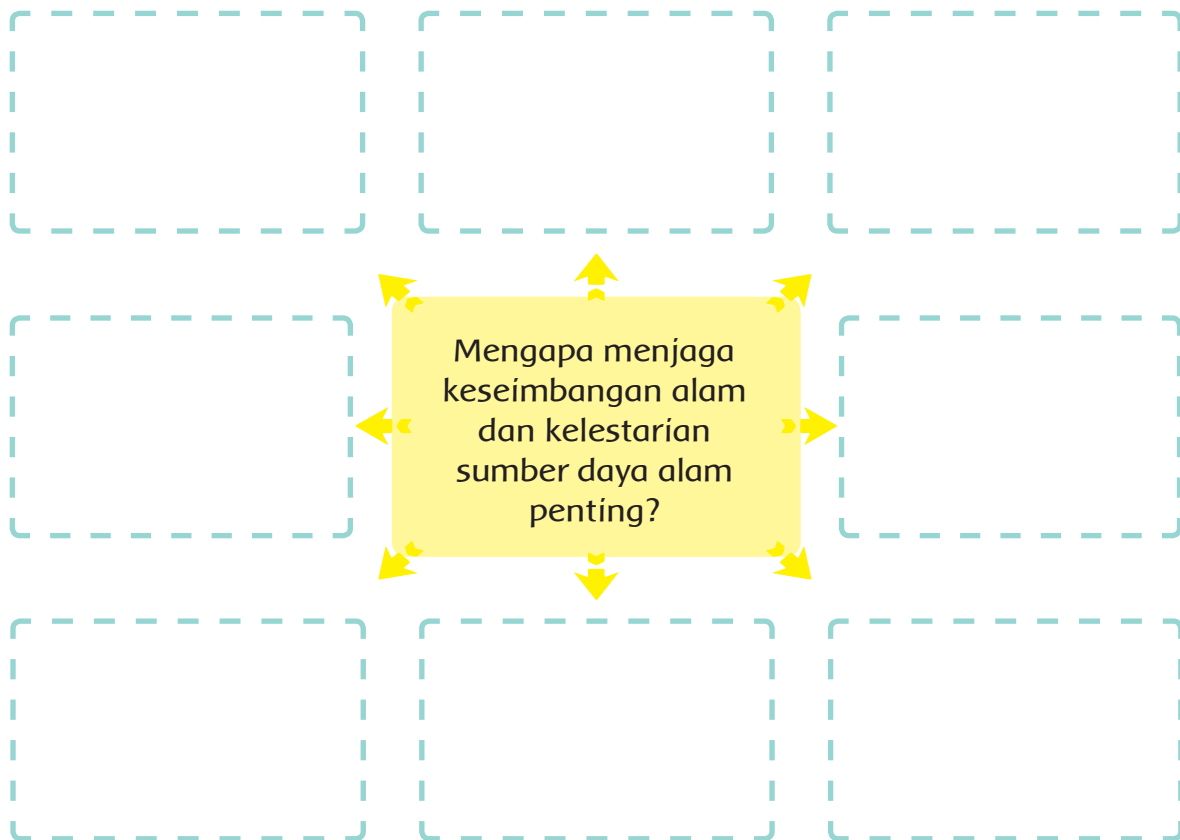 Mengapa menjaga
keseimbangan alam
dan kelestarian
sumber daya alam
penting?